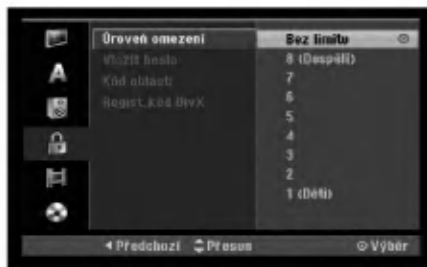 Úroveň omezení
Vložit heslo
Kód oblasti
Regist. kód DivX
Bez limitu
8 (Dospělí)
7
6
5
4
3
2
1 (Děti)
Předchozí
Přesun
Výběr